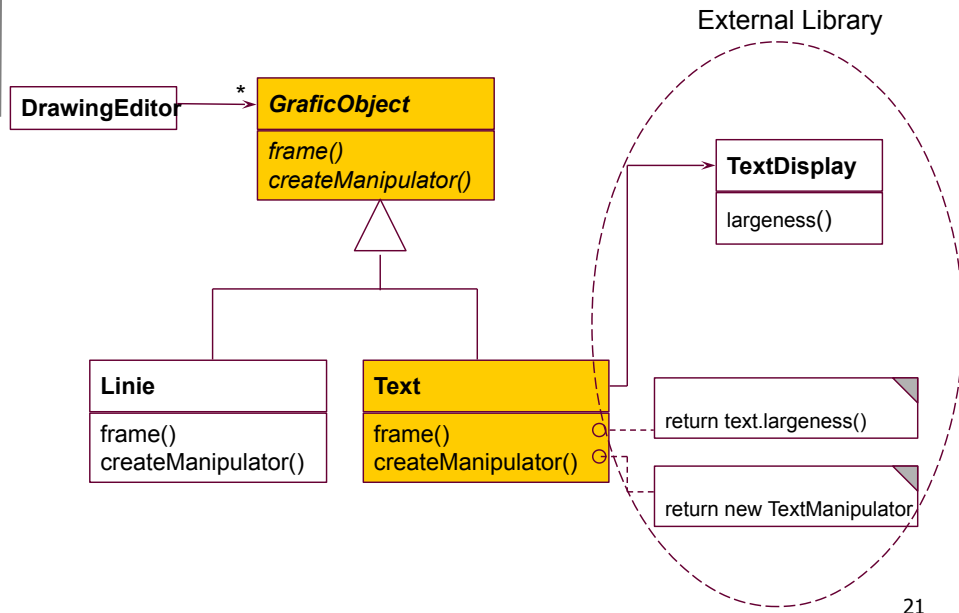 External Library
DrawingEditor
*
GraficObject
frame()
createManipulator()
TextDisplay
largeness()
Linie
frame()
createManipulator()
Text
frame()
createManipulator()
return text.largeness()
return new TextManipulator
21